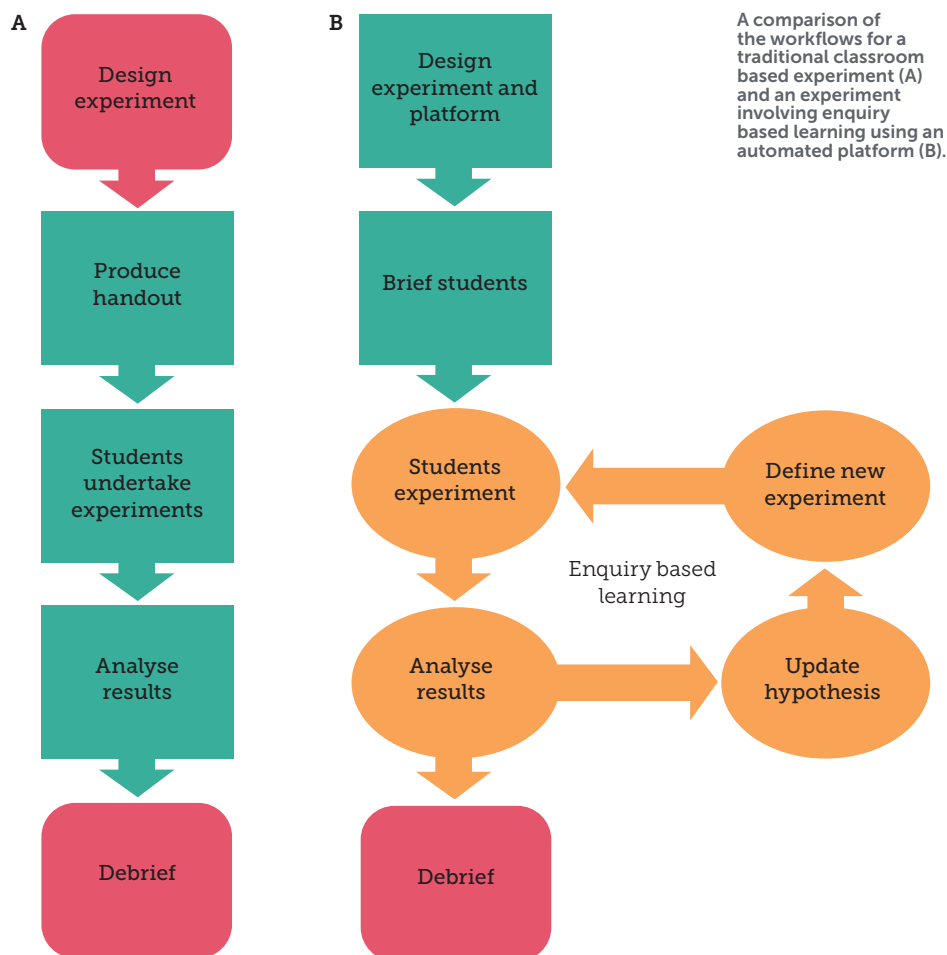 A
Design
experiment
Produce
handout
Students
undertake
experiments
Analyse
results
Debrief
B
Design
experiment and
platform
Brief students
Students
experiment
Define new
experiment
Enquiry based
learning
Analyse
results
Update
hypothesis
Debrief
A comparison of
the workflows for a
traditional classroom
based experiment (A)
and an experiment
involving enquiry
based learning using an
automated platform (B).